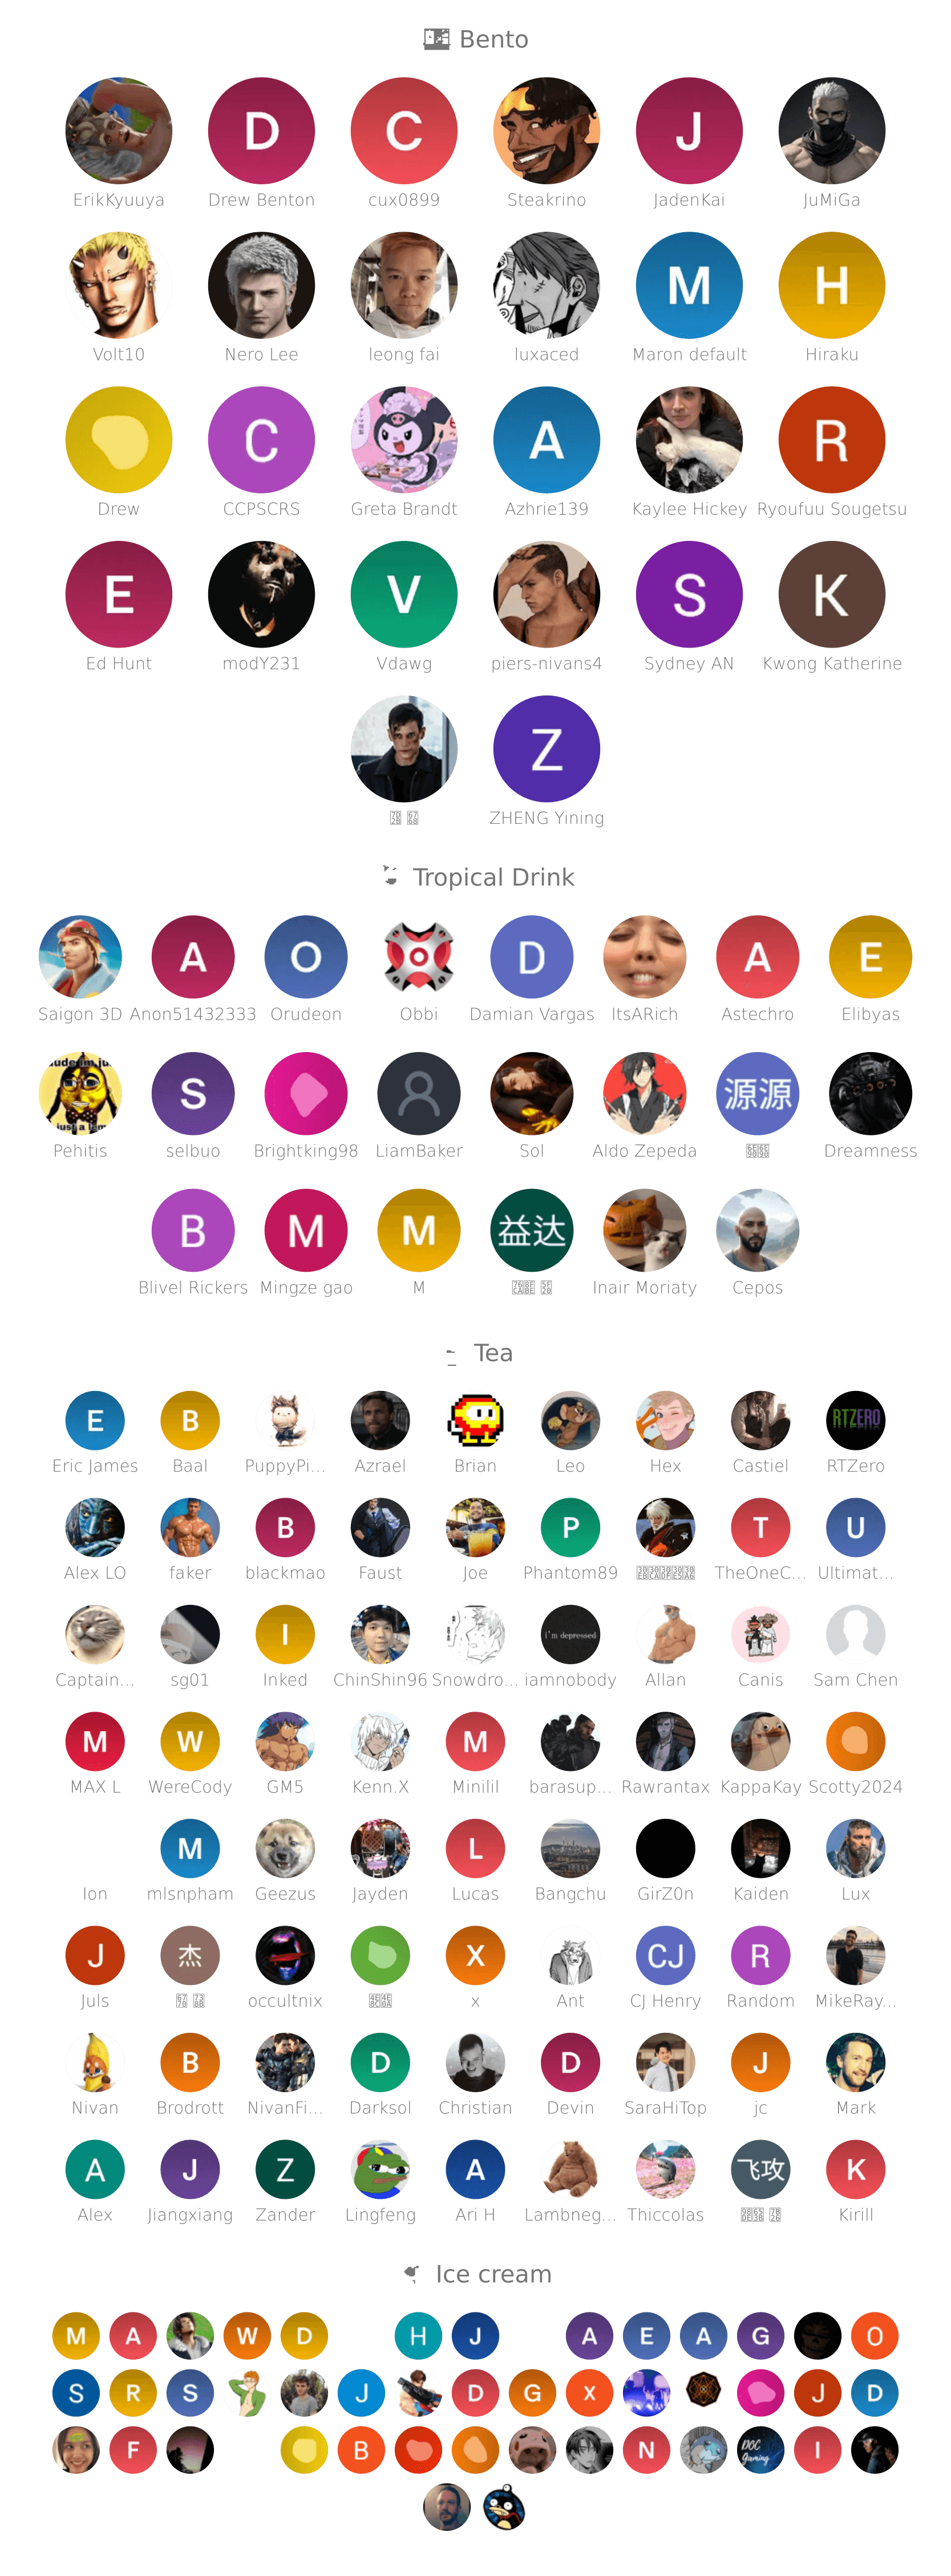 Bento
D C J
ErikKyuuya Drew Benton cux0899 Steakrino JadenKai JuMiGa
M H
Volt10 Nero Lee leong fai luxaced Maron default Hiraku
C A R
Drew CCPSCRS Greta Brandt Azhrie139 Kaylee Hickey Ryoufuu Sougetsu
E V S K
Ed Hunt modY231 Vdawg piers-nivans4 Sydney AN Kwong Katherine
Z
ZHENG Yining
Tropical Drink
A O D A E
Saigon 3D Anon51432333 Orudeon Obbi Damian Vargas ItsARich Astechro Elibyas
S 源源
Pehitis selbuo Brightking98 LiamBaker Sol Aldo Zepeda Dreamness
B M M 益达
Blivel Rickers Mingze gao M Inair Moriaty Cepos
Tea
E B RTZERO
Eric James Baal PuppyPi... Azrael Brian Leo Hex Castiel RTZero
B P T U
Alex LO faker blackmao Faust Joe Phantom89 TheOneC... Ultimat...
I i'm depressed
Captain... sg01 Inked ChinShin96 Snowdro... iamnobody Allan Canis Sam Chen
M W M
MAX L WereCody GM5 Kenn.X Minilil barasup... Rawrantax KappaKay Scotty2024
M L
Ion mlsnpham Geezus Jayden Lucas Bangchu GirZ0n Kaiden Lux
J 杰 X CJ R
Juls occultnix x Ant CJ Henry Random MikeRay...
B D D J
Nivan Brodrott NivanFi... Darksol Christian Devin SaraHiTop jc Mark
A J Z A 飞攻 K
Alex Jiangxiang Zander Lingfeng Ari H Lambneg... Thiccolas Kirill
Ice cream
M A W D H J A E A G O
S R S J D G x J D
F B N DOC Gaming I